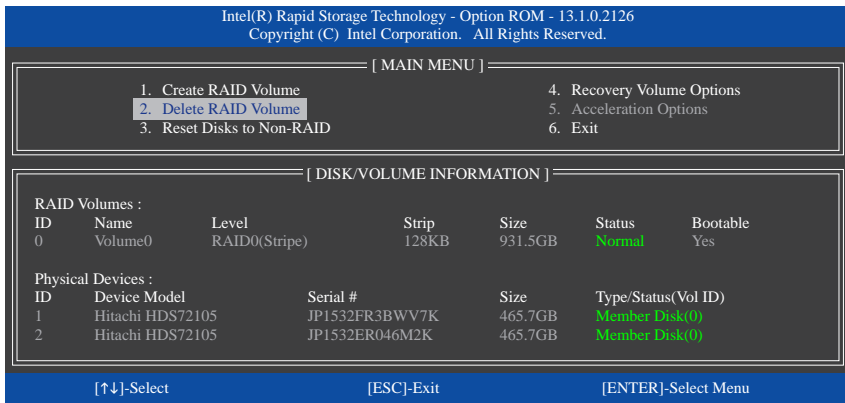 Intel(R) Rapid Storage Technology - Option ROM - 13.1.0.2126
Copyright (C) Intel Corporation. All Rights Reserved.
[ MAIN MENU ]
1. Create RAID Volume 4. Recovery Volume Options
2. Delete RAID Volume 5. Acceleration Options
3. Reset Disks to Non-RAID 6. Exit
[ DISK/VOLUME INFORMATION ]
RAID Volumes :
ID Name Level Strip Size Status Bootable
0 Volume0 RAID0(Stripe) 128KB 931.5GB Normal Yes
Physical Devices :
ID Device Model Serial # Size Type/Status(Vol ID)
1 Hitachi HDS72105 JP1532FR3BWV7K 465.7GB Member Disk(0)
2 Hitachi HDS72105 JP1532ER046M2K 465.7GB Member Disk(0)
[↑↓]-Select [ESC]-Exit [ENTER]-Select Menu